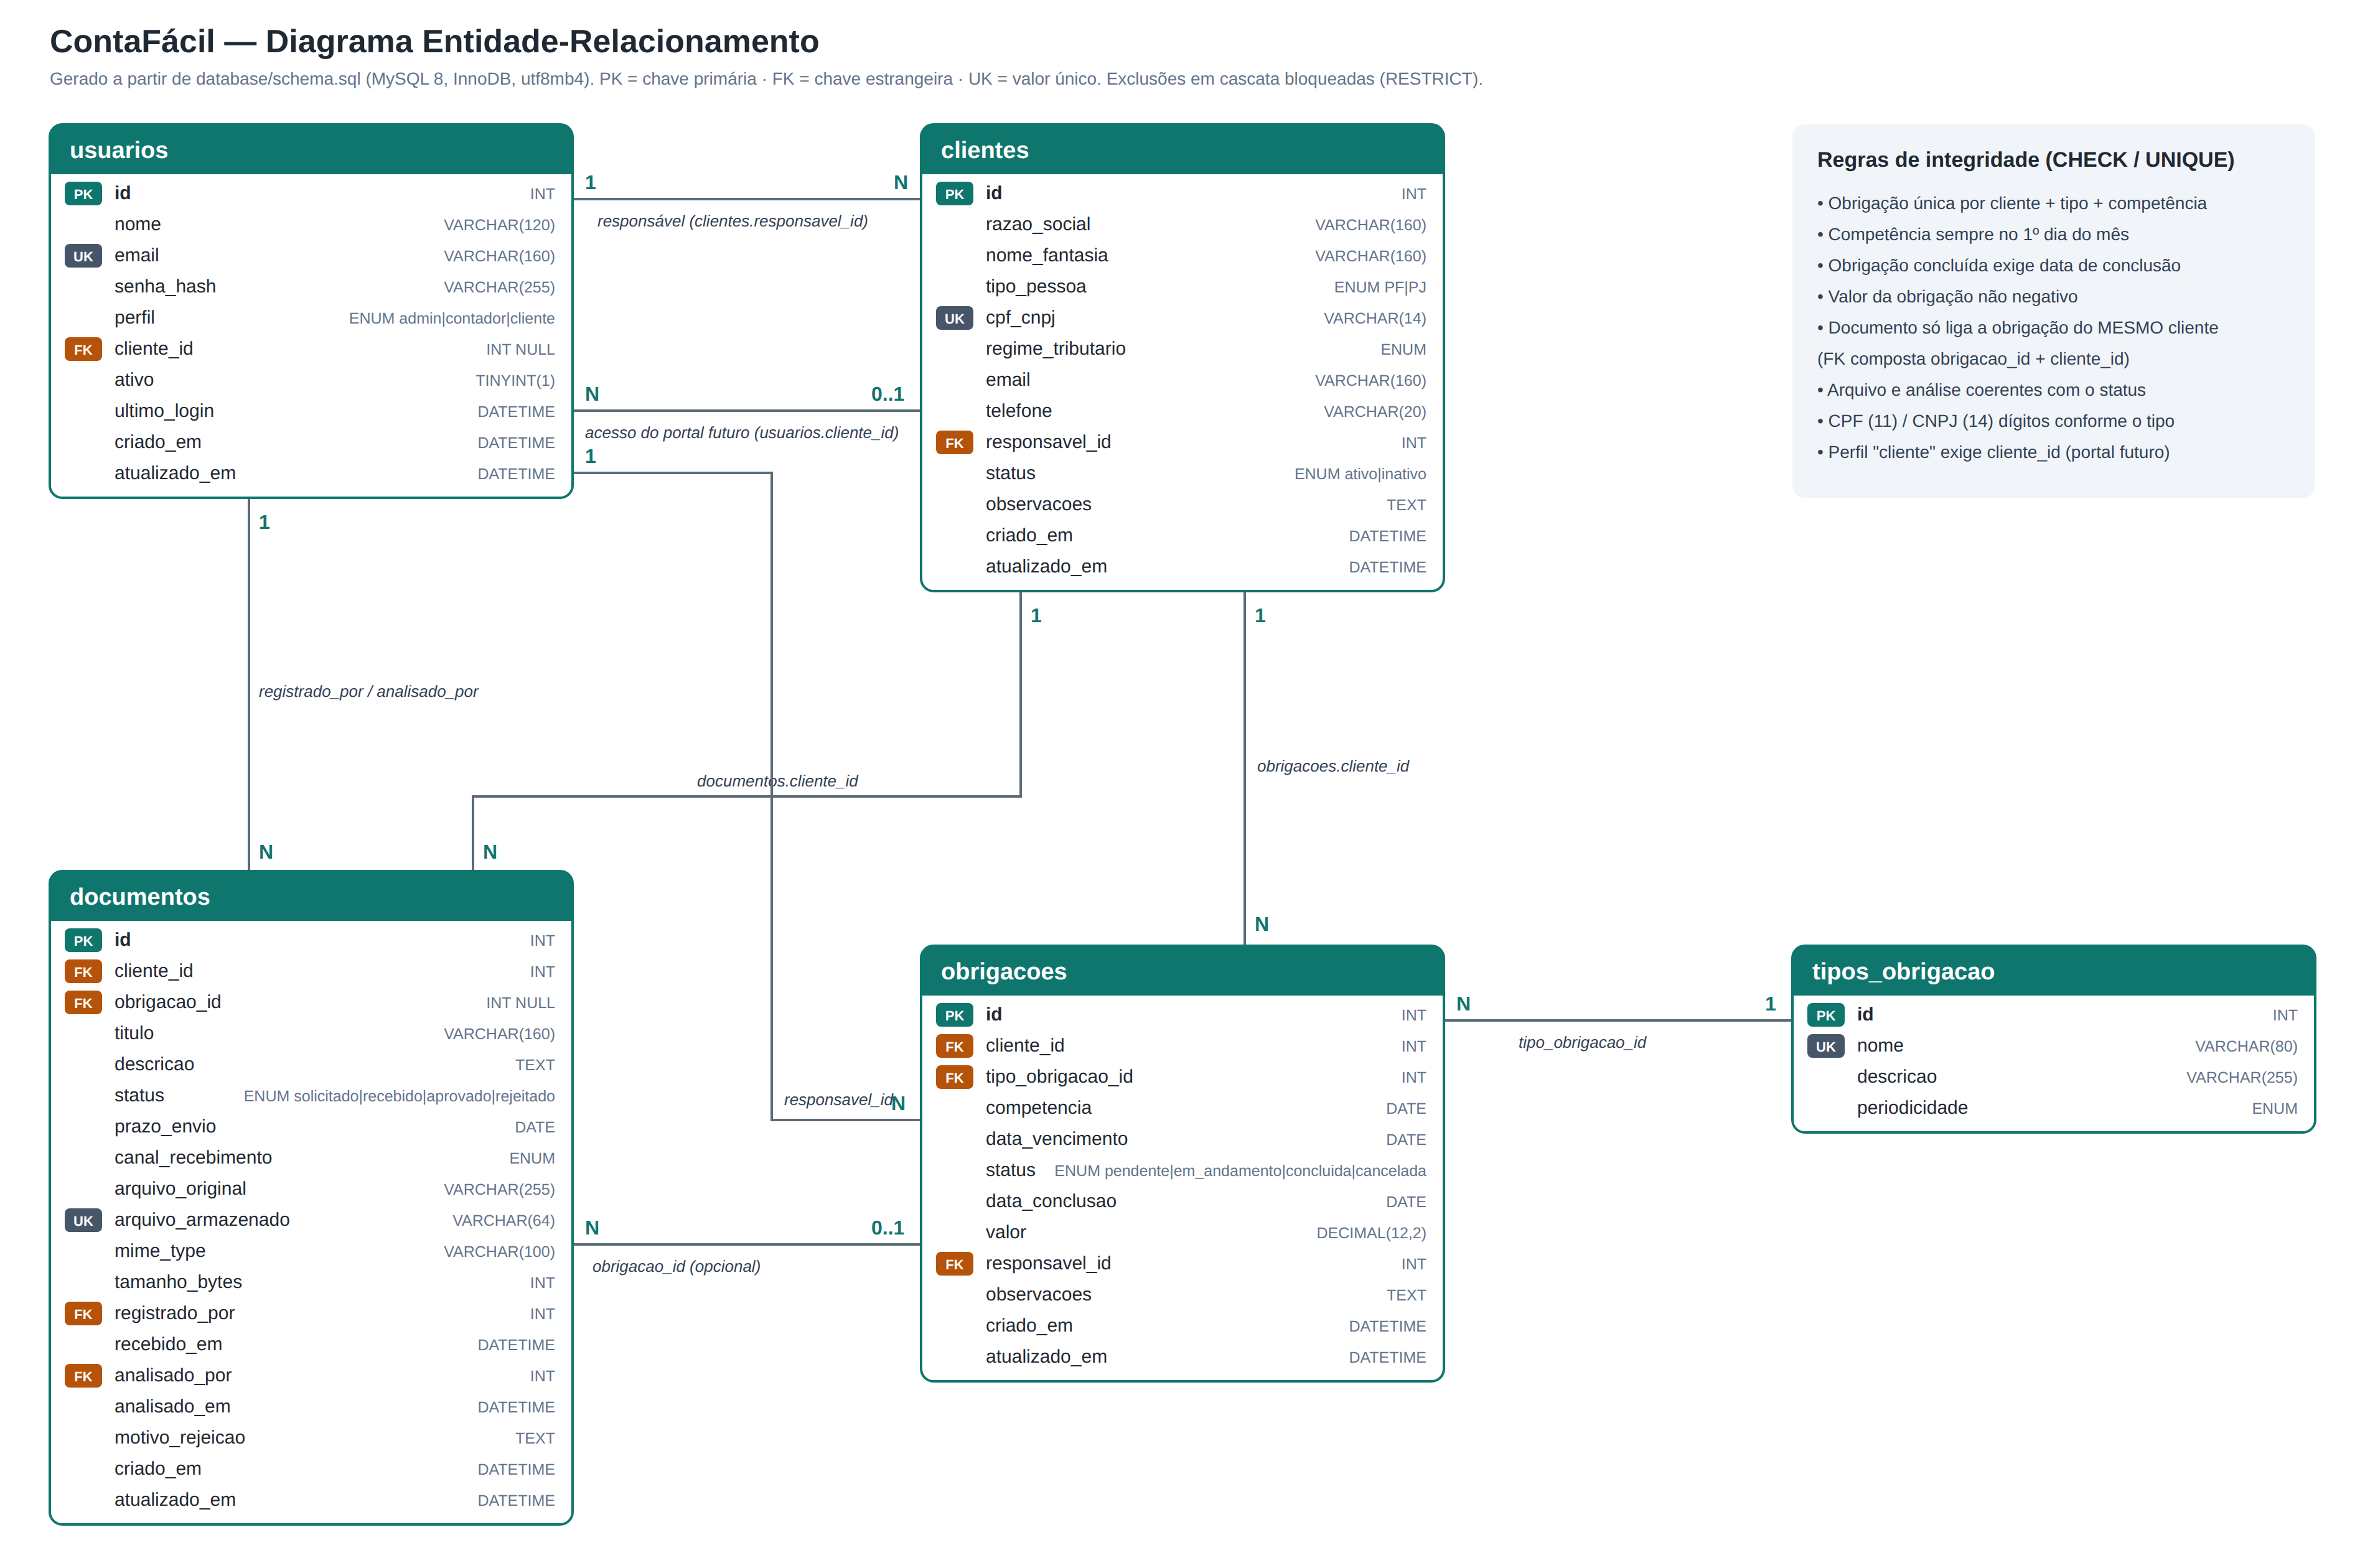 ContaFácil — Diagrama Entidade-Relacionamento
Gerado a partir de database/schema.sql (MySQL 8, InnoDB, utf8mb4). PK = chave primária · FK = chave estrangeira · UK = valor único. Exclusões em cascata bloqueadas (RESTRICT).
usuarios
PK id INT
nome VARCHAR(120)
UK email VARCHAR(160)
senha_hash VARCHAR(255)
perfil ENUM admin|contador|cliente
FK cliente_id INT NULL
ativo TINYINT(1)
ultimo_login DATETIME
criado_em DATETIME
atualizado_em DATETIME
1 N
responsável (clientes.responsavel_id)
N 0..1
acesso do portal futuro (usuarios.cliente_id)
1
clientes
PK id INT
razao_social VARCHAR(160)
nome_fantasia VARCHAR(160)
tipo_pessoa ENUM PF|PJ
UK cpf_cnpj VARCHAR(14)
regime_tributario ENUM
email VARCHAR(160)
telefone VARCHAR(20)
FK responsavel_id INT
status ENUM ativo|inativo
observacoes TEXT
criado_em DATETIME
atualizado_em DATETIME
Regras de integridade (CHECK / UNIQUE)
• Obrigação única por cliente + tipo + competência
• Competência sempre no 1º dia do mês
• Obrigação concluída exige data de conclusão
• Valor da obrigação não negativo
• Documento só liga a obrigação do MESMO cliente
(FK composta obrigacao_id + cliente_id)
• Arquivo e análise coerentes com o status
• CPF (11) / CNPJ (14) dígitos conforme o tipo
• Perfil "cliente" exige cliente_id (portal futuro)
1
1
1
registrado_por / analisado_por
obrigacoes.cliente_id
documentos.cliente_id
N
N
N
documentos
PK id INT
FK cliente_id INT
FK obrigacao_id INT NULL
titulo VARCHAR(160)
descricao TEXT
status ENUM solicitado|recebido|aprovado|rejeitado
prazo_envio DATE
canal_recebimento ENUM
arquivo_original VARCHAR(255)
UK arquivo_armazenado VARCHAR(64)
mime_type VARCHAR(100)
tamanho_bytes INT
FK registrado_por INT
recebido_em DATETIME
FK analisado_por INT
analisado_em DATETIME
motivo_rejeicao TEXT
criado_em DATETIME
atualizado_em DATETIME
responsavel_id N
N 0..1
obrigacao_id (opcional)
obrigacoes
PK id INT
FK cliente_id INT
FK tipo_obrigacao_id INT
competencia DATE
data_vencimento DATE
status ENUM pendente|em_andamento|concluida|cancelada
data_conclusao DATE
valor DECIMAL(12,2)
FK responsavel_id INT
observacoes TEXT
criado_em DATETIME
atualizado_em DATETIME
N 1
tipo_obrigacao_id
tipos_obrigacao
PK id INT
UK nome VARCHAR(80)
descricao VARCHAR(255)
periodicidade ENUM